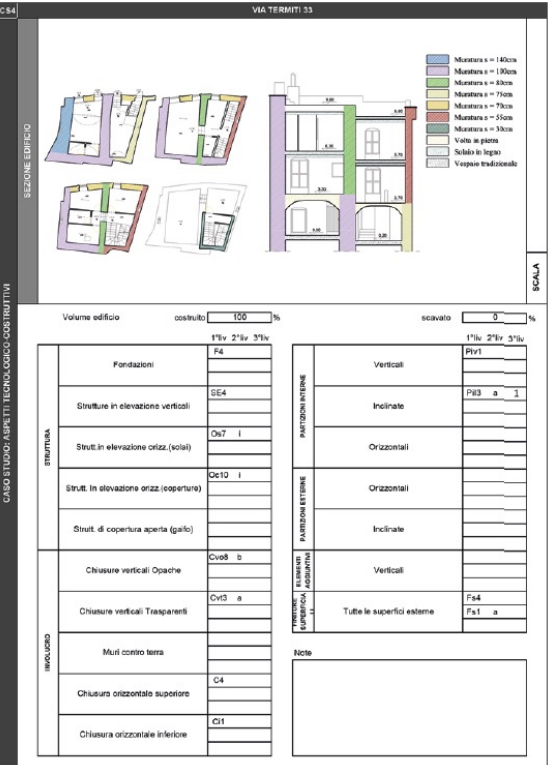 CS4
VIA TERMITI 33
SEZIONE EDIFICIO
Muratura s = 140cm
Muratura s = 100cm
Muratura s = 80cm
Muratura s = 75cm
Muratura s = 70cm
Muratura s = 55cm
Muratura s = 30cm
Volta in pietra
Solaio in legno
Vespaio tradizionale
SCALA
CASO STUDIO: ASPETTI TECNOLOGICO-COSTRUTTIVI
Volume edificio costruito 100 % scavato 0 %
1°liv 2°liv 3°liv
STRUTTURA
Fondazioni F4
Strutture in elevazione verticali SE4
Strutt.in elevazione orizz.(solai) Os7 i
Strutt. In elevazione orizz.(coperture) Oc10 i
Strutt. di copertura aperta (gaifo)
INVOLUCRO
Chiusure verticali Opache Cvo8 b
Chiusure verticali Trasparenti Cvt3 a
Muri contro terra
Chiusura orizzontale superiore C4
Chiusura orizzontale inferiore Ci1
1°liv 2°liv 3°liv
PARTIZIONI INTERNE
Verticali Piv1
Inclinate Pil3 a 1
Orizzontali
PARTIZIONI ESTERNE
Orizzontali
Inclinate
ELEMENTI AGGIUNTIVI
Verticali
FINITURE SUPERFICIA
Tutte le superfici esterne Fs4
Fs1 a
Note